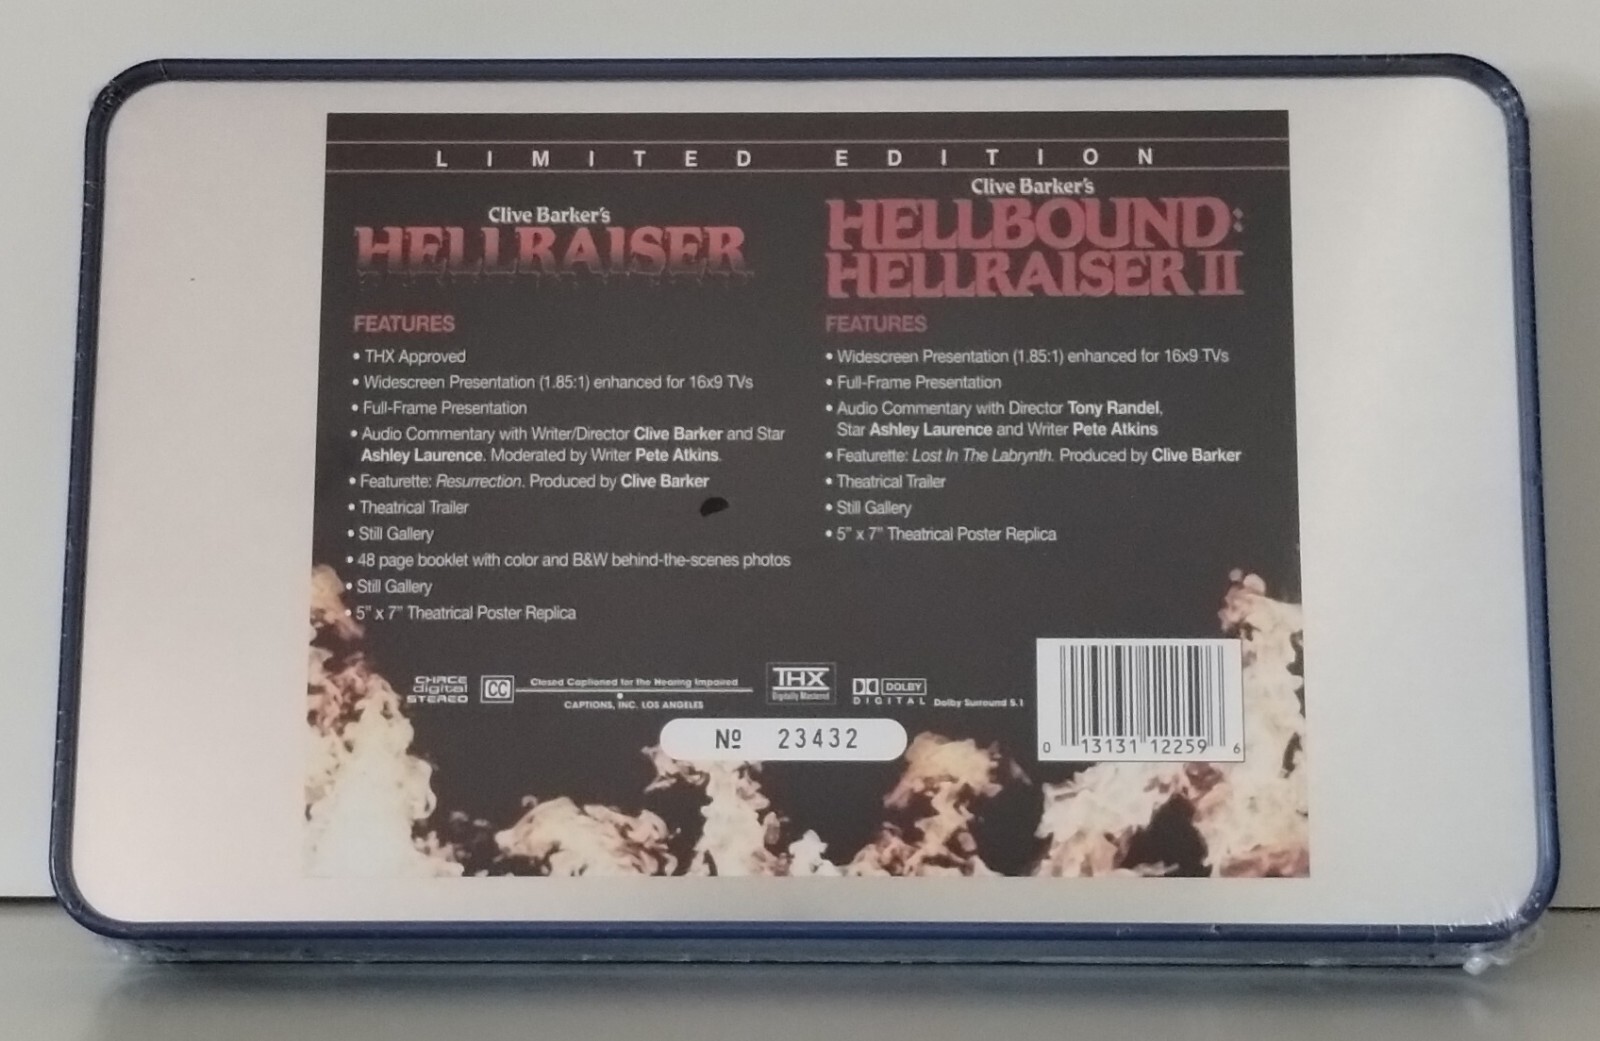 LIMITED EDITION
Clive Barker's
HELLRAISER
FEATURES
• THX Approved
• Widescreen Presentation (1.85:1) enhanced for 16x9 TVs
• Full-Frame Presentation
• Audio Commentary with Writer/Director Clive Barker and Star
Ashley Laurence. Moderated by Writer Pete Atkins.
• Featurette: Resurrection. Produced by Clive Barker
• Theatrical Trailer
• Still Gallery
• 48 page booklet with color and B&W behind-the-scenes photos
• Still Gallery
• 5" x 7" Theatrical Poster Replica
Clive Barker's
HELLBOUND:
HELLRAISER II
FEATURES
• Widescreen Presentation (1.85:1) enhanced for 16x9 TVs
• Full-Frame Presentation
• Audio Commentary with Director Tony Randel,
Star Ashley Laurence and Writer Pete Atkins
• Featurette: Lost In The Labrynth. Produced by Clive Barker
• Theatrical Trailer
• Still Gallery
• 5" x 7" Theatrical Poster Replica
CHACE
digital
STEREO
CC
Closed Captioned for the Hearing Impaired
CAPTIONS, INC. LOS ANGELES
THX
Digitally Mastered
DOLBY
DIGITAL
Dolby Surround 5.1
Nº 23432
0 13131 12259 6